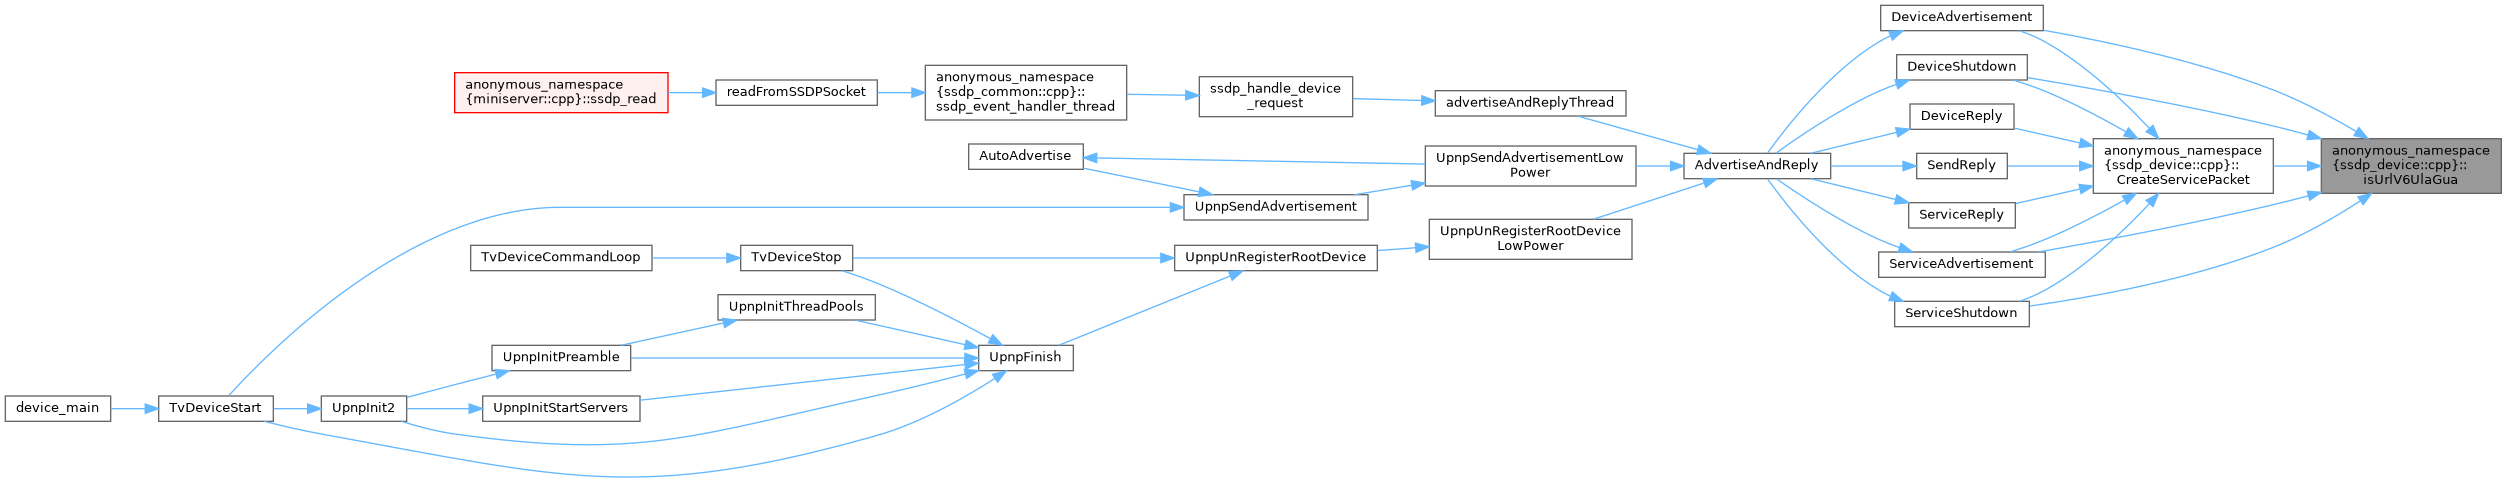 DeviceAdvertisement
DeviceShutdown
anonymous_namespace
{miniserver::cpp}::ssdp_read
readFromSSDPSocket
anonymous_namespace
{ssdp_common::cpp}::
ssdp_event_handler_thread
ssdp_handle_device
_request
advertiseAndReplyThread
DeviceReply
AutoAdvertise
UpnpSendAdvertisementLow
Power
AdvertiseAndReply
SendReply
anonymous_namespace
{ssdp_device::cpp}::
CreateServicePacket
anonymous_namespace
{ssdp_device::cpp}::
isUrlV6UlaGua
UpnpSendAdvertisement
ServiceReply
UpnpUnRegisterRootDevice
LowPower
TvDeviceCommandLoop
TvDeviceStop
UpnpUnRegisterRootDevice
ServiceAdvertisement
UpnpInitThreadPools
ServiceShutdown
UpnpInitPreamble
UpnpFinish
device_main
TvDeviceStart
UpnpInit2
UpnpInitStartServers